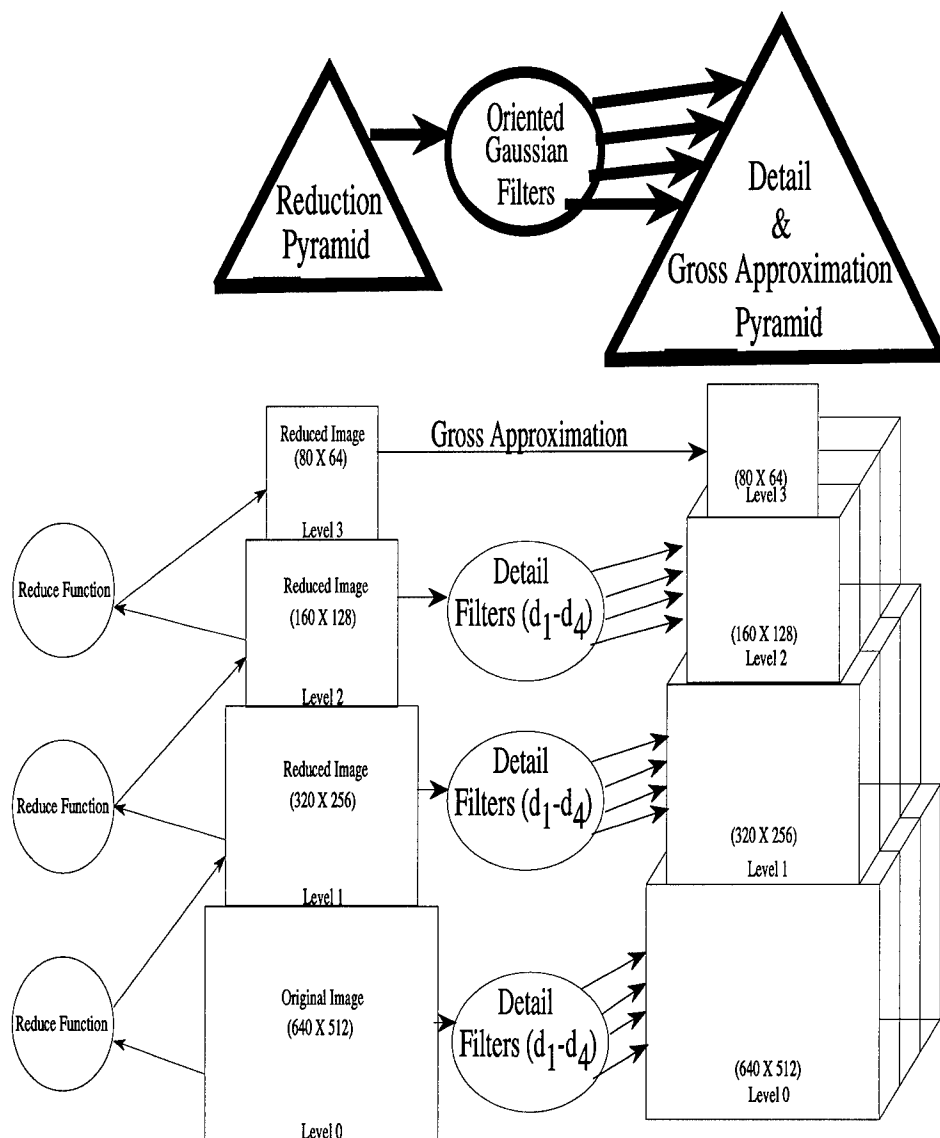 Reduction
Pyramid
Oriented
Gaussian
Filters
Detail
&
Gross Approximation
Pyramid
Reduced Image
(80 X 64)
Level 3
Gross Approximation
(80 X 64)
Level 3
Reduce Function
Reduced Image
(160 X 128)
Level 2
Detail
Filters (d1-d4)
(160 X 128)
Level 2
Reduce Function
Reduced Image
(320 X 256)
Level 1
Detail
Filters (d1-d4)
(320 X 256)
Level 1
Reduce Function
Original Image
(640 X 512)
Level 0
Detail
Filters (d1-d4)
(640 X 512)
Level 0